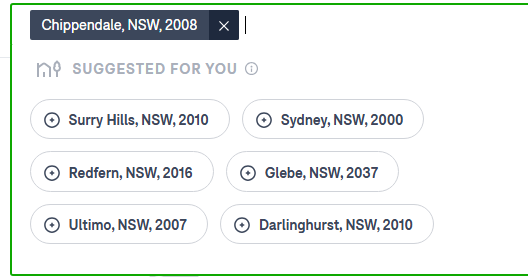 Chippendale, NSW, 2008
SUGGESTED FOR YOU
Surry Hills, NSW, 2010
Sydney, NSW, 2000
Redfern, NSW, 2016
Glebe, NSW, 2037
Ultimo, NSW, 2007
Darlinghurst, NSW, 2010